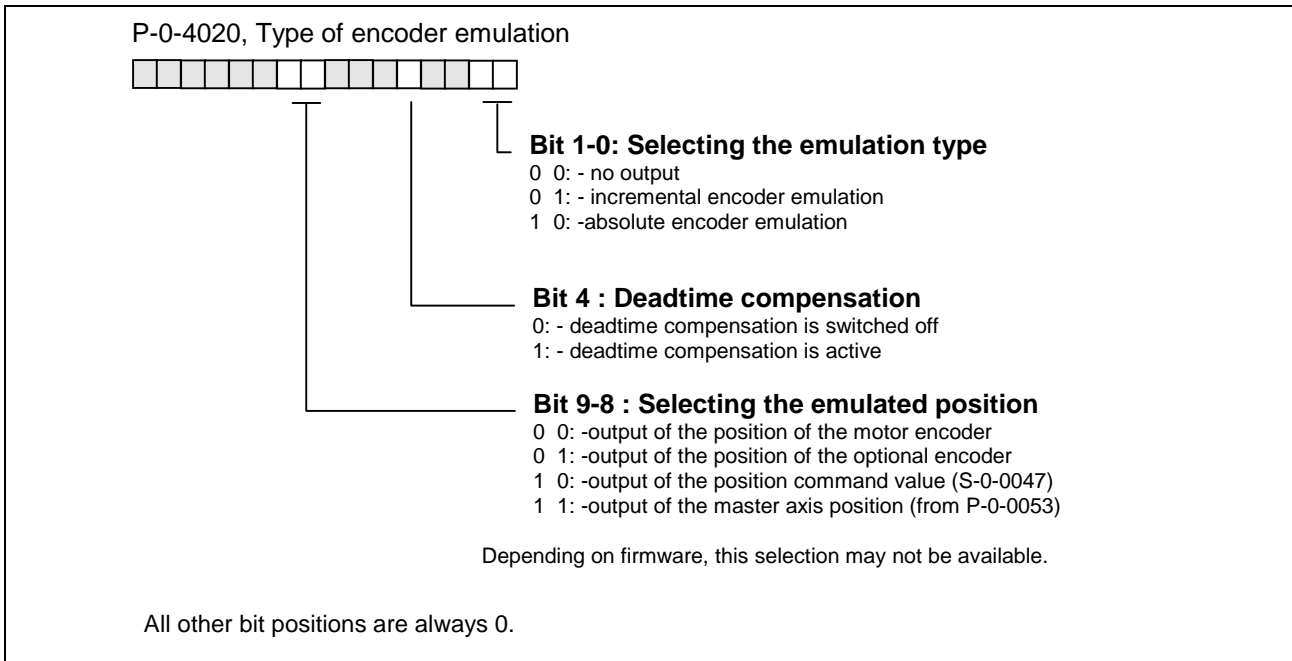 P-0-4020, Type of encoder emulation
Bit 1-0: Selecting the emulation type
0 0: - no output
0 1: - incremental encoder emulation
1 0: -absolute encoder emulation
Bit 4 : Deadtime compensation
0: - deadtime compensation is switched off
1: - deadtime compensation is active
Bit 9-8 : Selecting the emulated position
0 0: -output of the position of the motor encoder
0 1: -output of the position of the optional encoder
1 0: -output of the position command value (S-0-0047)
1 1: -output of the master axis position (from P-0-0053)
Depending on firmware, this selection may not be available.
All other bit positions are always 0.